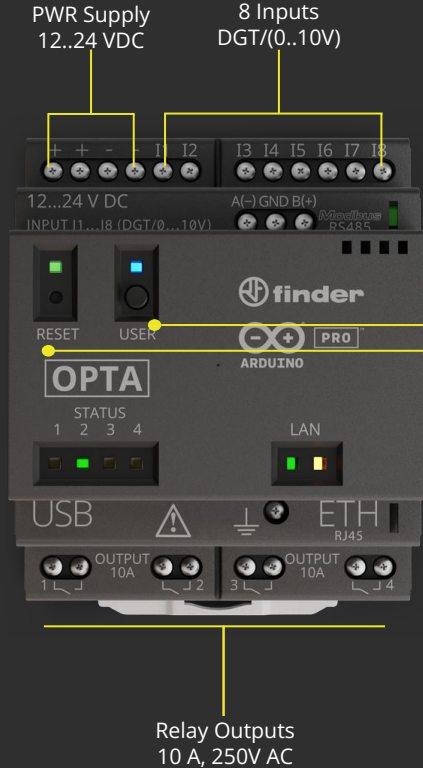 PWR Supply
12..24 VDC
8 Inputs
DGT/(0..10V)
+ + - - I1 I2
I3 I4 I5 I6 I7 I8
12...24 V DC
INPUT I1...I8 (DGT/0...10V)
A(-) GND B(+)
Modbus
RS485
finder
RESET
USER
ARDUINO
PRO™
OPTA
STATUS
1 2 3 4
LAN
USB
ETH
RJ45
OUTPUT
10A
1
2
OUTPUT
10A
3
4
Relay Outputs
10 A, 250V AC